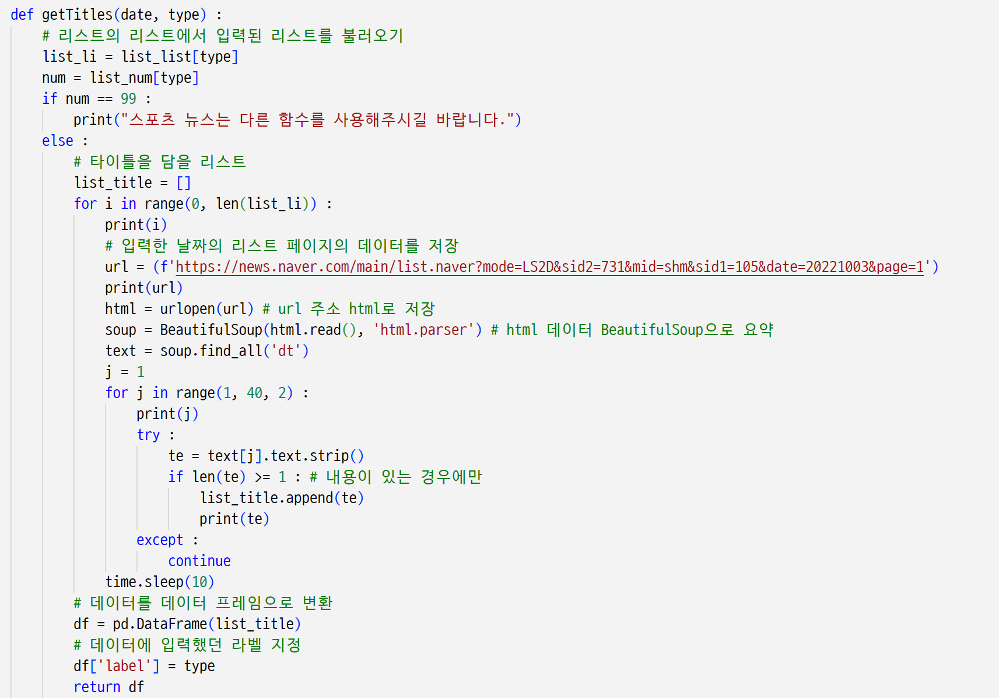 def getTitles(date, type) :
# 리스트의 리스트에서 입력된 리스트를 불러오기
list_li = list_list[type]
num = list_num[type]
if num == 99 :
print("스포츠 뉴스는 다른 함수를 사용해주시길 바랍니다.")
else :
# 타이틀을 담을 리스트
list_title = []
for i in range(0, len(list_li)) :
print(i)
# 입력한 날짜의 리스트 페이지의 데이터를 저장
url = (f'https://news.naver.com/main/list.naver?mode=LS2D&sid2=731&mid=shm&sid1=105&date=20221003&page=1')
print(url)
html = urlopen(url) # url 주소 html로 저장
soup = BeautifulSoup(html.read(), 'html.parser') # html 데이터 BeautifulSoup으로 요약
text = soup.find_all('dt')
j = 1
for j in range(1, 40, 2) :
print(j)
try :
te = text[j].text.strip()
if len(te) >= 1 : # 내용이 있는 경우에만
list_title.append(te)
print(te)
except :
continue
time.sleep(10)
# 데이터를 데이터 프레임으로 변환
df = pd.DataFrame(list_title)
# 데이터에 입력했던 라벨 지정
df['label'] = type
return df